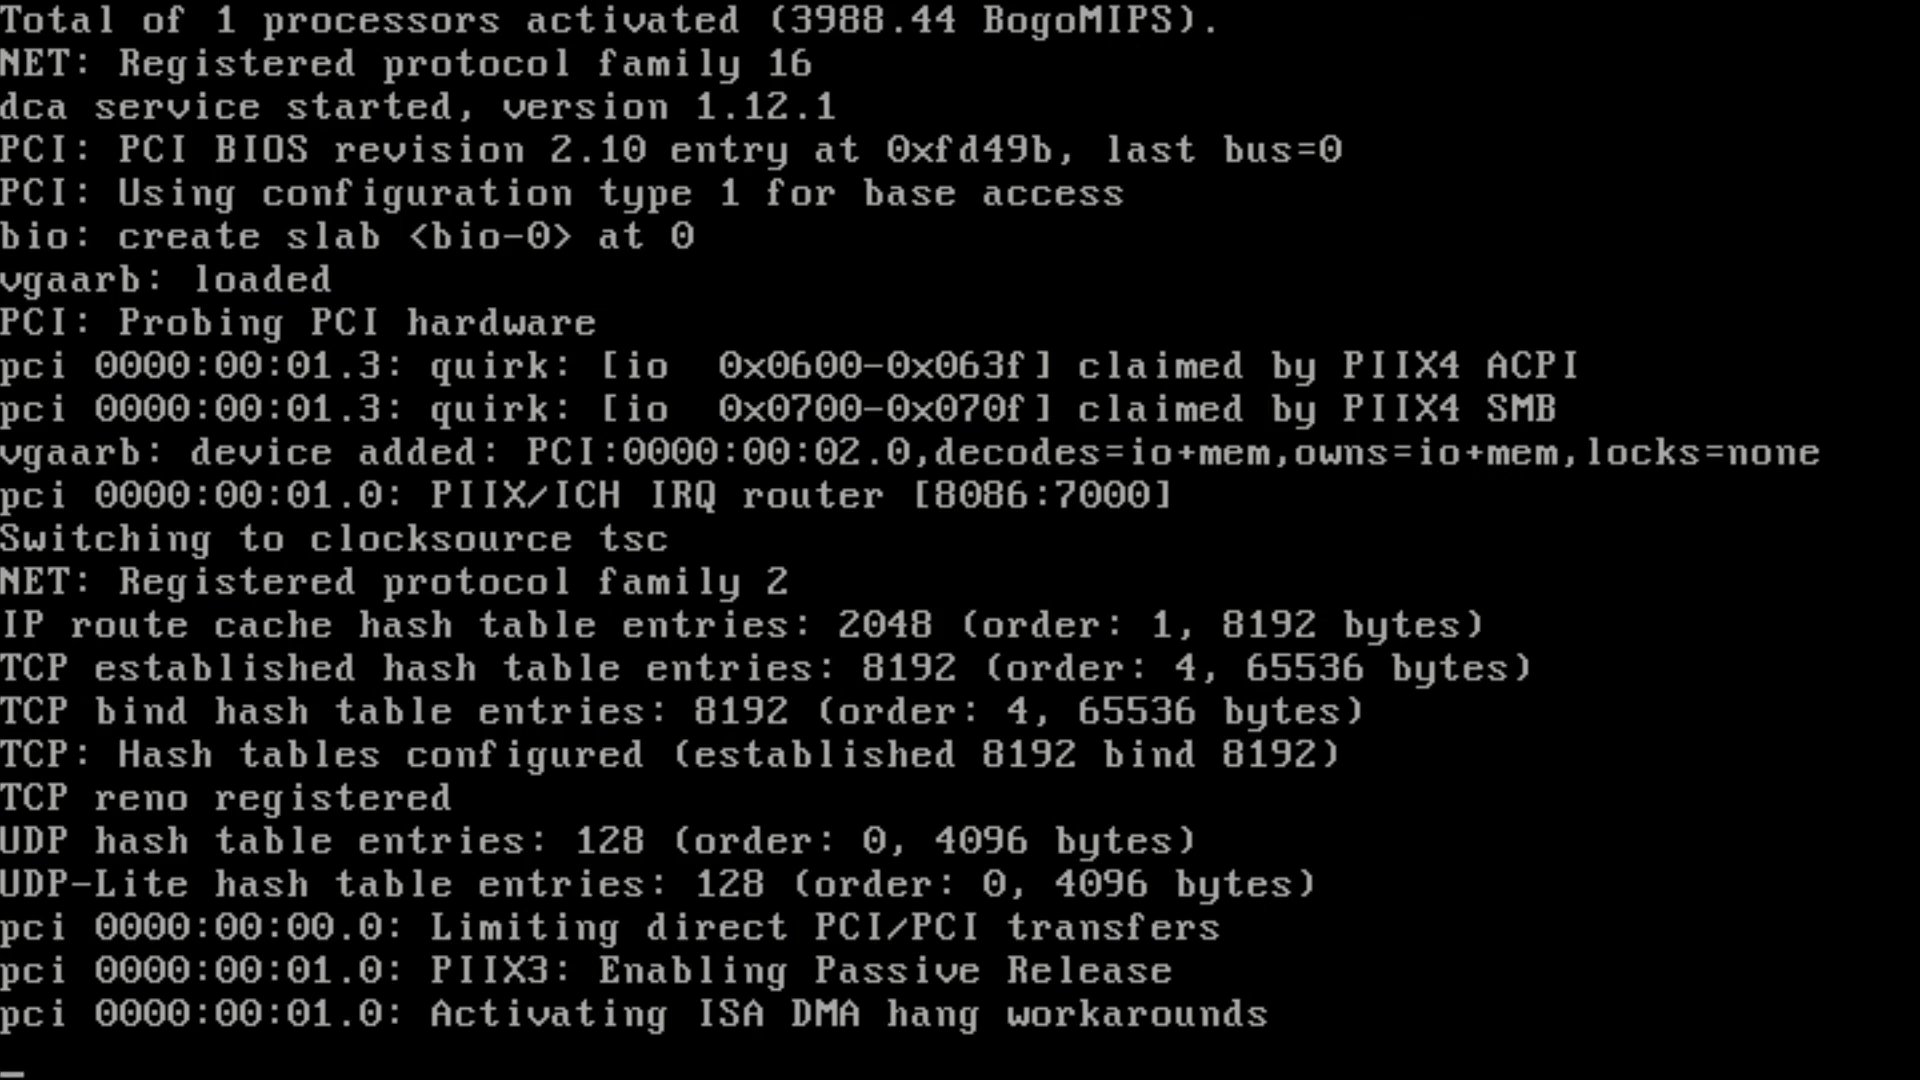 Total of 1 processors activated (3988.44 BogoMIPS).
NET: Registered protocol family 16
dca service started, version 1.12.1
PCI: PCI BIOS revision 2.10 entry at 0xfd49b, last bus=0
PCI: Using configuration type 1 for base access
bio: create slab <bio-0> at 0
vgaarb: loaded
PCI: Probing PCI hardware
pci 0000:00:01.3: quirk: [io  0x0600-0x063f] claimed by PIIX4 ACPI
pci 0000:00:01.3: quirk: [io  0x0700-0x070f] claimed by PIIX4 SMB
vgaarb: device added: PCI:0000:00:02.0,decodes=io+mem,owns=io+mem,locks=none
pci 0000:00:01.0: PIIX/ICH IRQ router [8086:7000]
Switching to clocksource tsc
NET: Registered protocol family 2
IP route cache hash table entries: 2048 (order: 1, 8192 bytes)
TCP established hash table entries: 8192 (order: 4, 65536 bytes)
TCP bind hash table entries: 8192 (order: 4, 65536 bytes)
TCP: Hash tables configured (established 8192 bind 8192)
TCP reno registered
UDP hash table entries: 128 (order: 0, 4096 bytes)
UDP-Lite hash table entries: 128 (order: 0, 4096 bytes)
pci 0000:00:00.0: Limiting direct PCI/PCI transfers
pci 0000:00:01.0: PIIX3: Enabling Passive Release
pci 0000:00:01.0: Activating ISA DMA hang workarounds
_